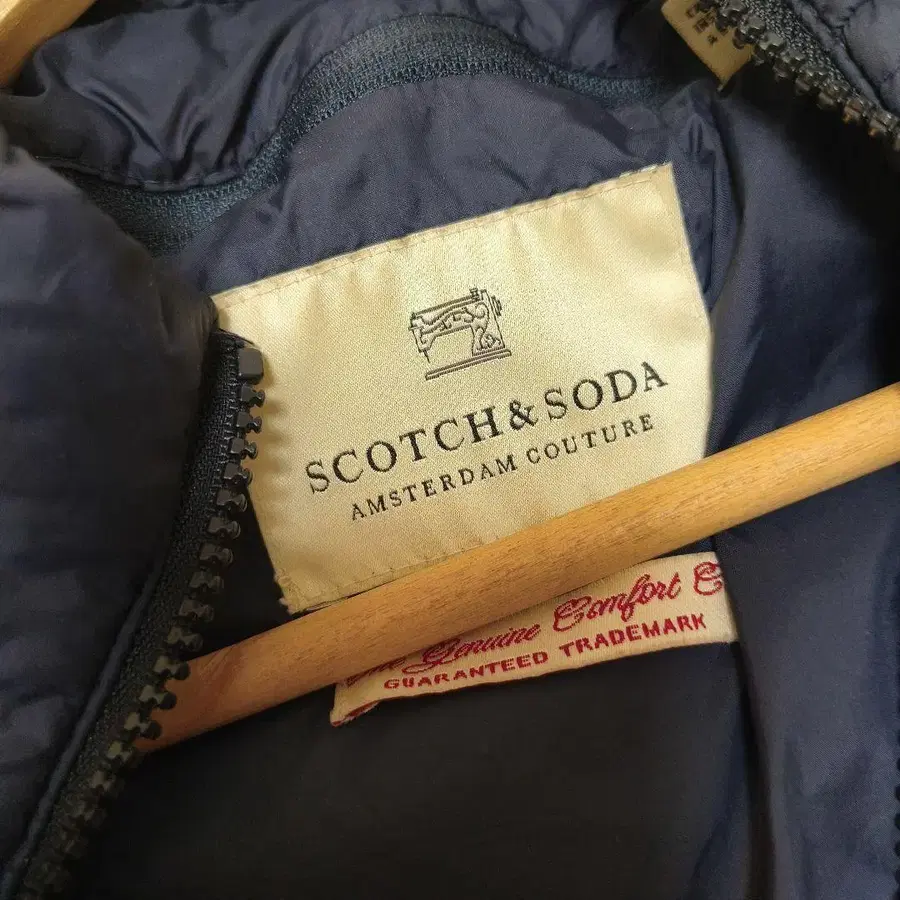 SCOTCH & SODA
AMSTERDAM COUTURE
Genuine Comfort
GUARANTEED TRADEMARK